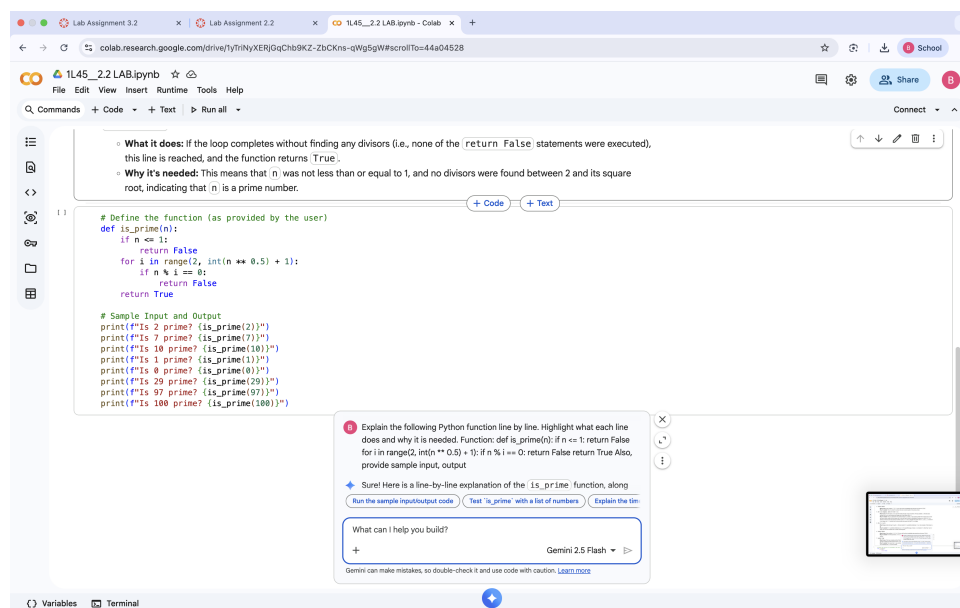 Lab Assignment 3.2
Lab Assignment 2.2
1L45__2.2 LAB.ipynb - Colab
colab.research.google.com/drive/1yTriNyXERjGqChb9KZ-ZbCKns-qWg5gW#scrollTo=44a04528
B School
1L45__2.2 LAB.ipynb
Share
B
File Edit View Insert Runtime Tools Help
Commands + Code + Text Run all
Connect
What it does: If the loop completes without finding any divisors (i.e., none of the return False statements were executed),
this line is reached, and the function returns True.
Why it's needed: This means that n was not less than or equal to 1, and no divisors were found between 2 and its square
root, indicating that n is a prime number.
+ Code + Text
[ ]
# Define the function (as provided by the user)
def is_prime(n):
    if n <= 1:
        return False
    for i in range(2, int(n ** 0.5) + 1):
        if n % i == 0:
            return False
    return True
# Sample Input and Output
print(f"Is 2 prime? {is_prime(2)}")
print(f"Is 7 prime? {is_prime(7)}")
print(f"Is 10 prime? {is_prime(10)}")
print(f"Is 1 prime? {is_prime(1)}")
print(f"Is 0 prime? {is_prime(0)}")
print(f"Is 29 prime? {is_prime(29)}")
print(f"Is 97 prime? {is_prime(97)}")
print(f"Is 100 prime? {is_prime(100)}")
B Explain the following Python function line by line. Highlight what each line
does and why it is needed. Function: def is_prime(n): if n <= 1: return False
for i in range(2, int(n ** 0.5) + 1): if n % i == 0: return False return True Also,
provide sample input, output
Sure! Here is a line-by-line explanation of the is_prime function, along
Run the sample input/output code
Test `is_prime` with a list of numbers
Explain the tim
What can I help you build?
+ Gemini 2.5 Flash
Gemini can make mistakes, so double-check it and use code with caution. Learn more
{} Variables Terminal